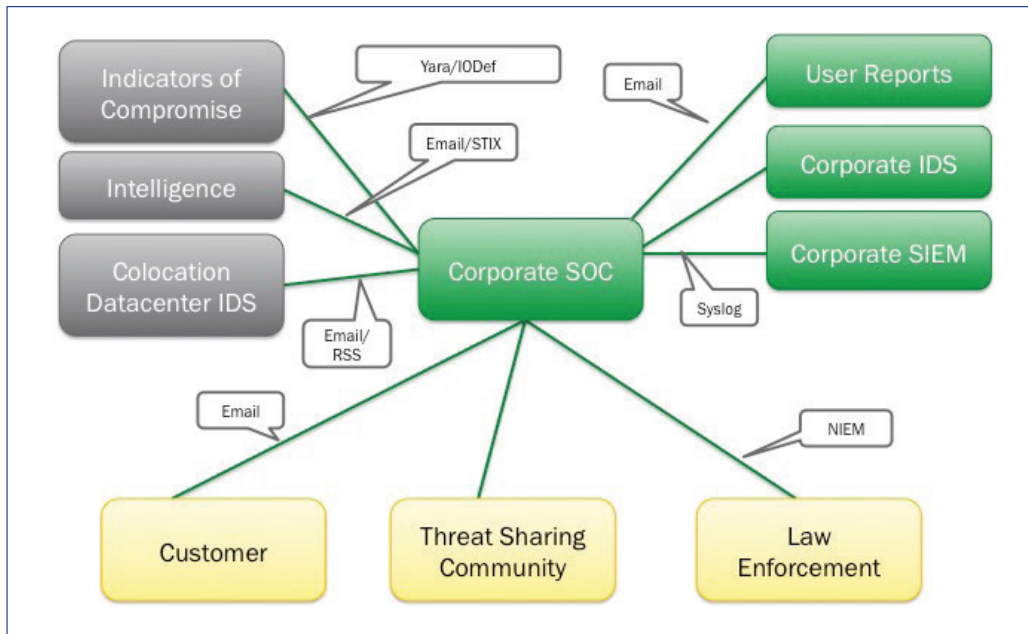 Indicators of
Compromise
Yara/IODef
Email
User Reports
Email/STIX
Intelligence
Corporate IDS
Colocation
Datacenter IDS
Corporate SOC
Corporate SIEM
Email/
RSS
Syslog
Email
NIEM
Customer
Threat Sharing
Community
Law
Enforcement